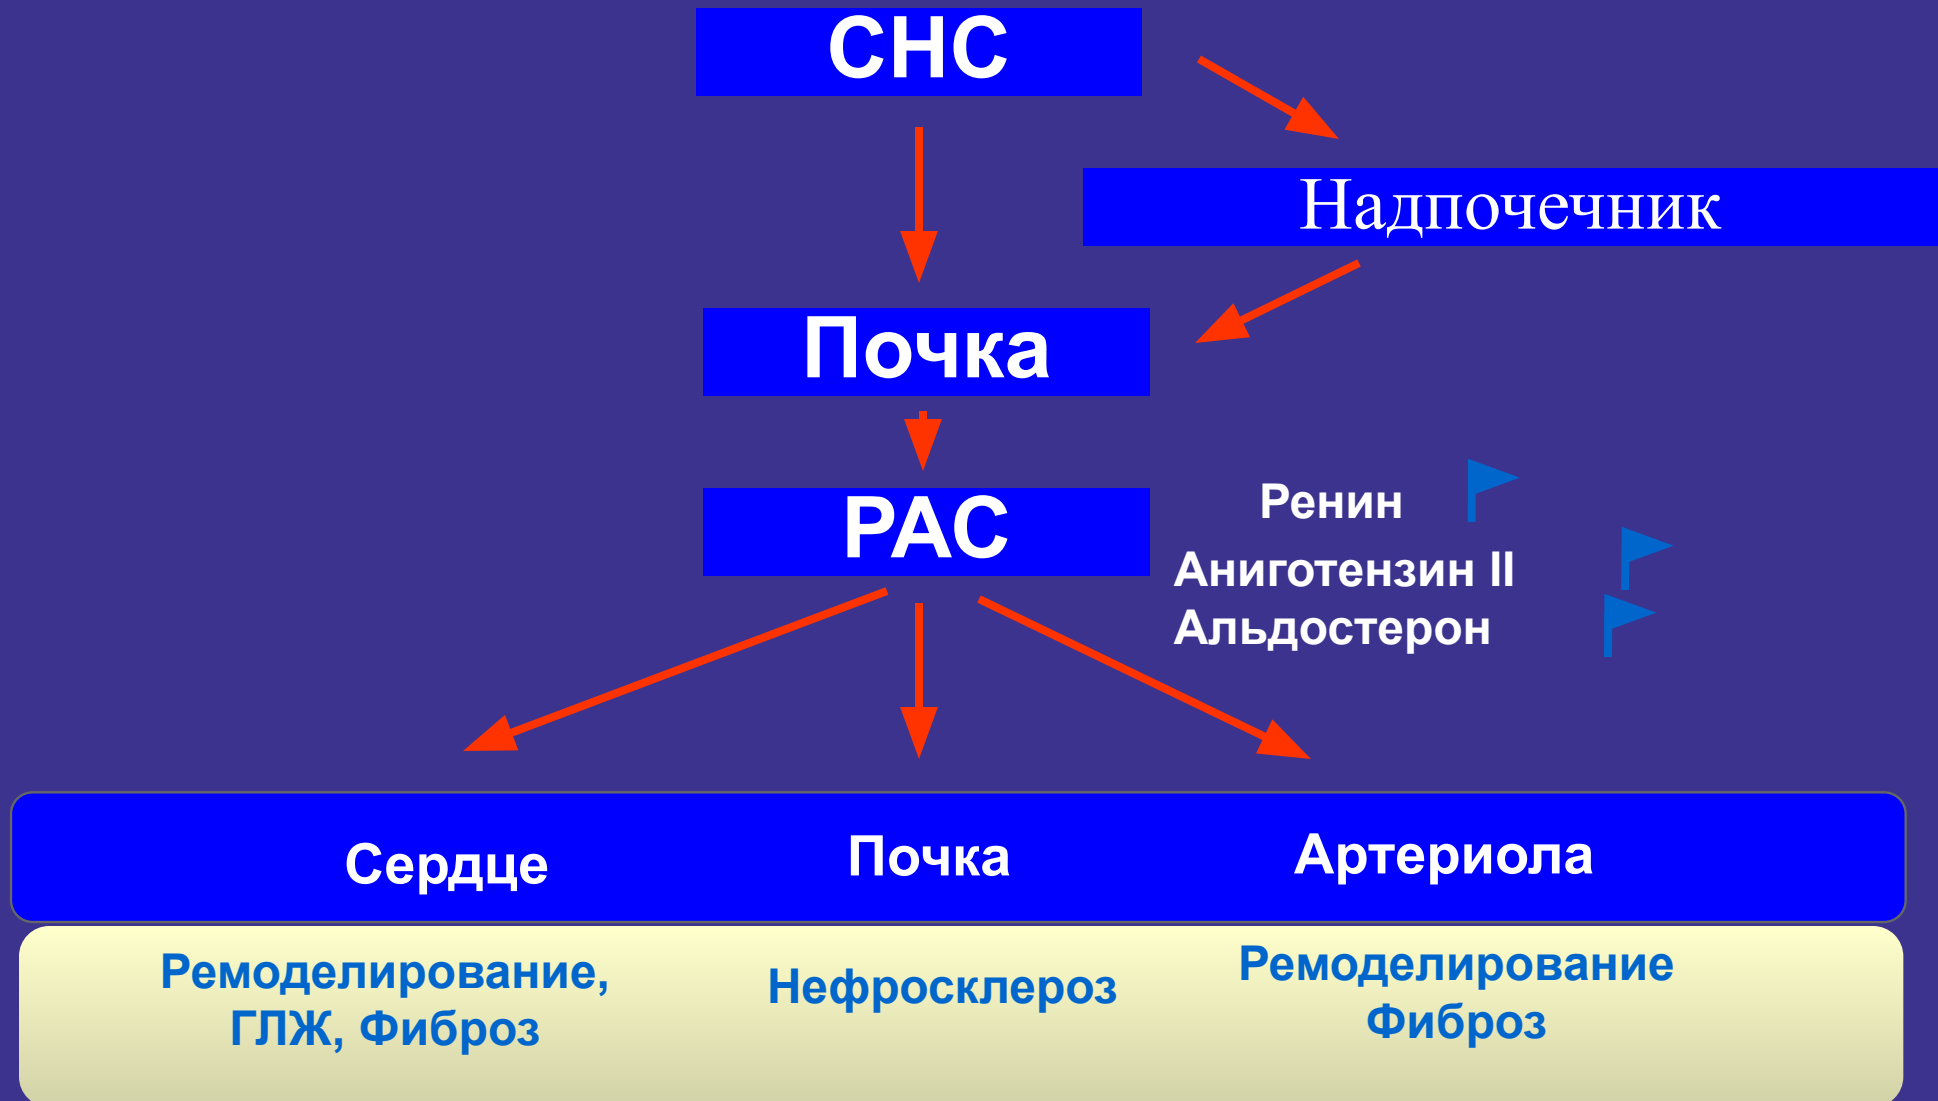 СНС
Надпочечник
Почка
РАС
Ренин
Аниготензин II
Альдостерон
Сердце
Почка
Артериола
Ремоделирование,
ГЛЖ, Фиброз
Нефросклероз
Ремоделирование
Фиброз